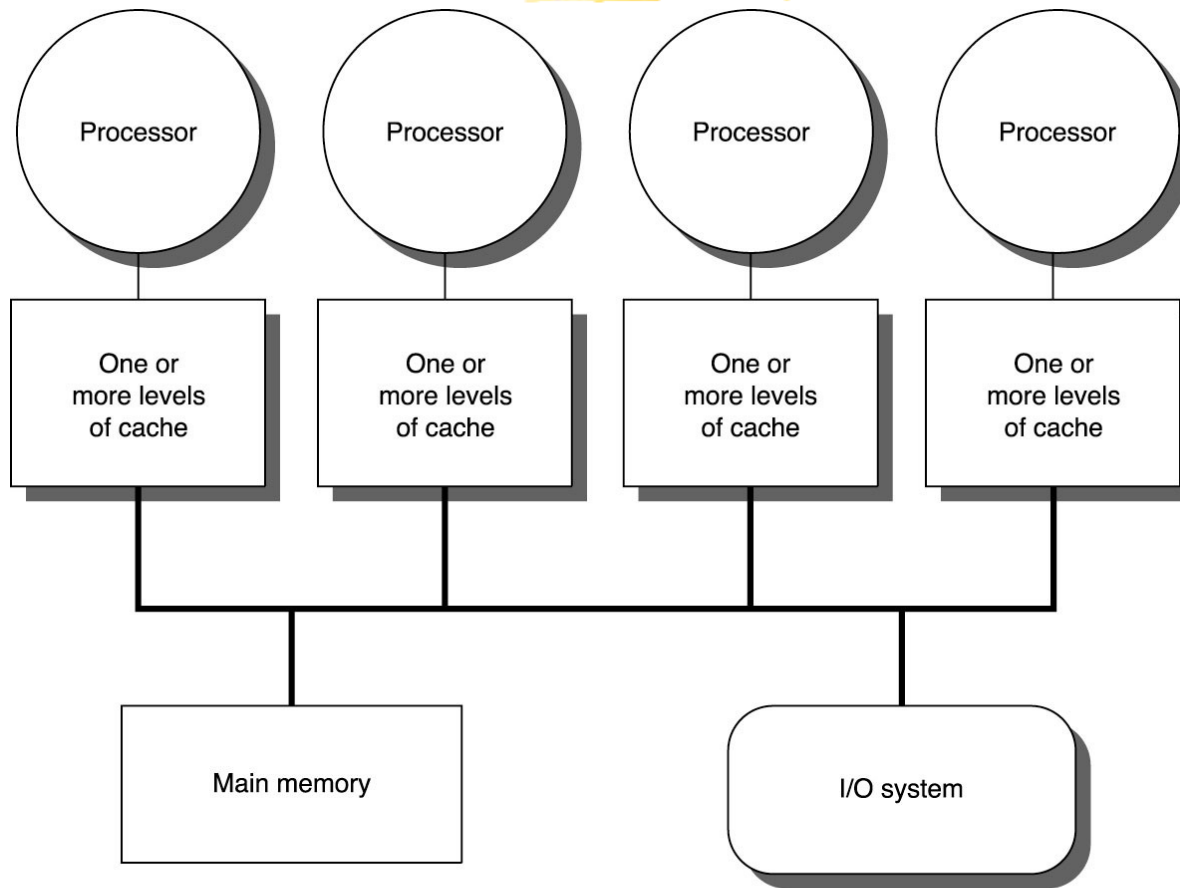 Processor
Processor
Processor
Processor
One or
more levels
of cache
One or
more levels
of cache
One or
more levels
of cache
One or
more levels
of cache
Main memory
I/O system